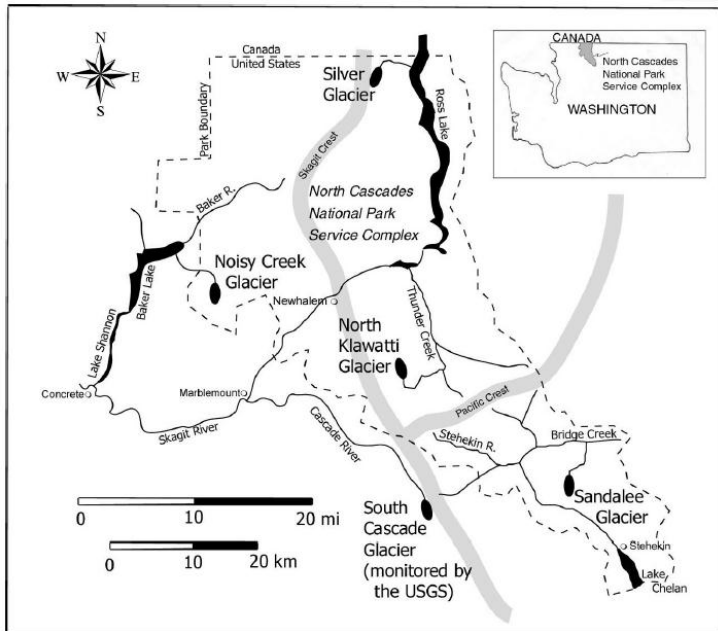 N
W
E
S
Canada
United States
Park Boundary
Silver
Glacier
Ross Lake
Skagit Crest
CANADA
North Cascades
National Park
Service Complex
WASHINGTON
Baker R.
North Cascades
National Park
Service Complex
Noisy Creek
Glacier
Baker Lake
Lake Shannon
Newhalem
Thunder Creek
North
Klawatti
Glacier
Concrete
Marblemount
Skagit River
Cascade River
Pacific Crest
Stehekin R.
Bridge Creek
Sandalee
Glacier
South
Cascade
Glacier
(monitored by
the USGS)
Stehekin
Lake
Chelan
0 10 20 mi
0 10 20 km